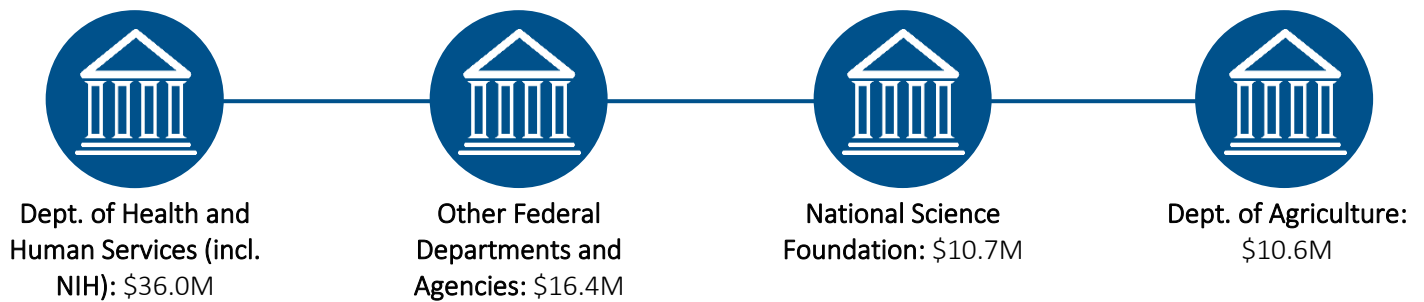 Dept. of Health and
Human Services (incl.
NIH): $36.0M
Other Federal
Departments and
Agencies: $16.4M
National Science
Foundation: $10.7M
Dept. of Agriculture:
$10.6M